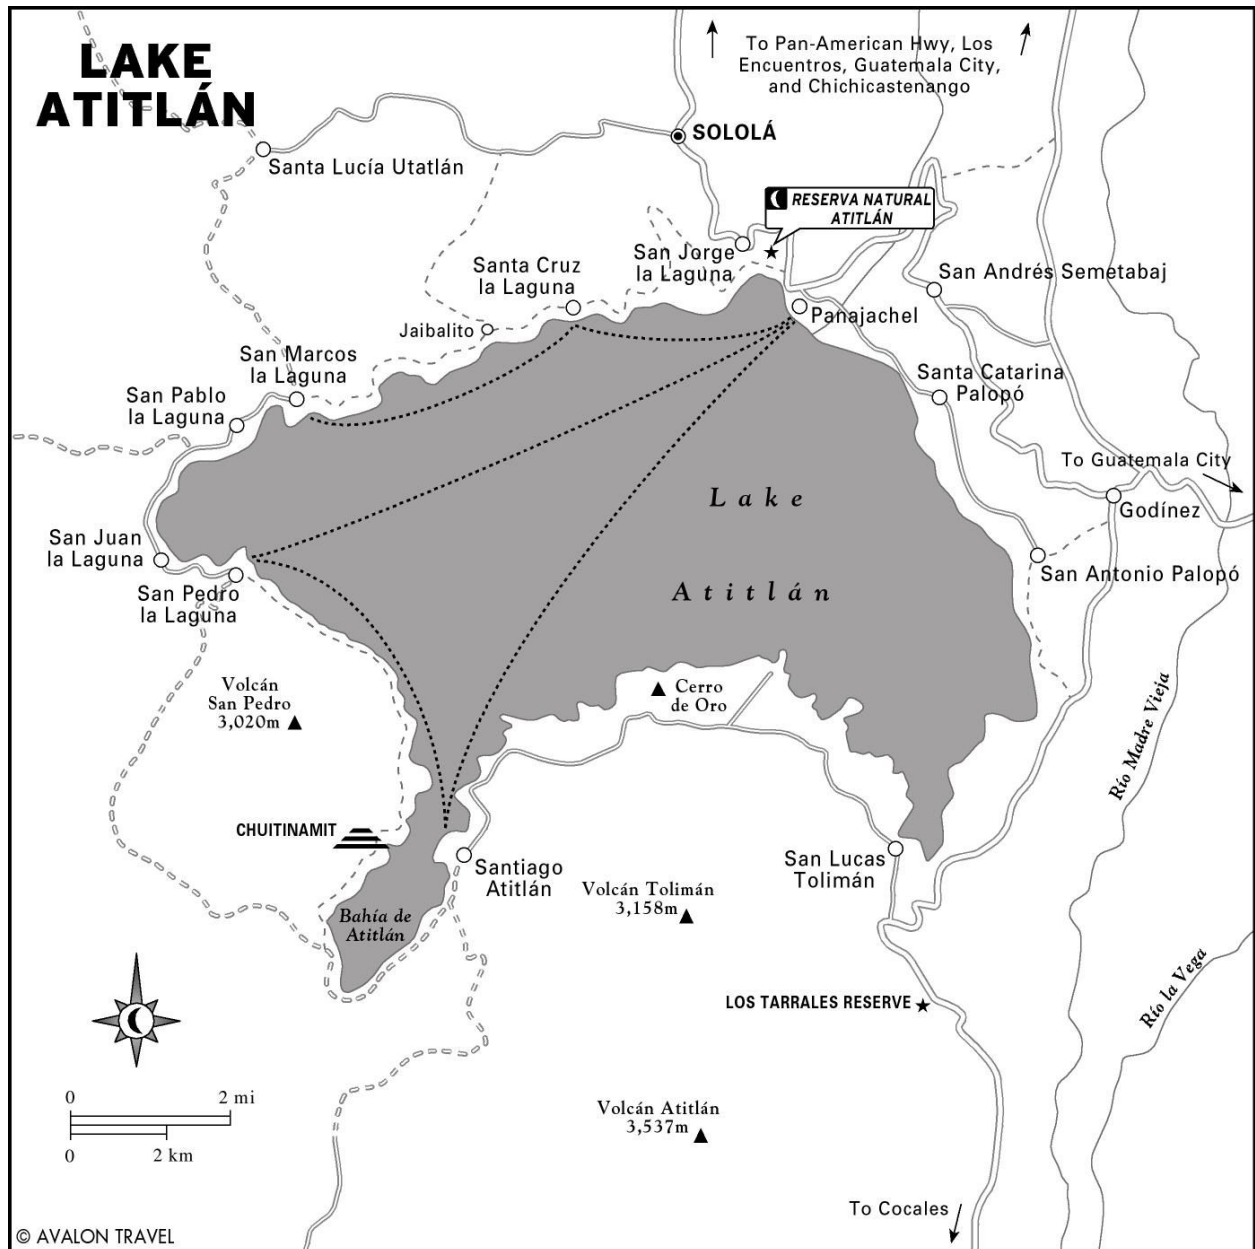 LAKE
ATITLÁN
To Pan-American Hwy, Los
Encuentros, Guatemala City,
and Chichicastenango
SOLOLÁ
Santa Lucía Utatlán
RESERVA NATURAL
ATITLÁN
San Jorge
la Laguna
Santa Cruz
la Laguna
San Andrés Semetabaj
Panajachel
Jaibalito
San Marcos
la Laguna
San Pablo
la Laguna
Santa Catarina
Palopó
To Guatemala City
Lake
Atitlán
Godínez
San Juan
la Laguna
San Antonio Palopó
San Pedro
la Laguna
Volcán
San Pedro
3,020m
Cerro
de Oro
Río Madre Vieja
CHUITINAMIT
Santiago
Atitlán
San Lucas
Tolimán
Volcán Tolimán
3,158m
Bahía de
Atitlán
LOS TARRALES RESERVE
Río la Vega
0 2 mi
0 2 km
Volcán Atitlán
3,537m
To Cocales
© AVALON TRAVEL